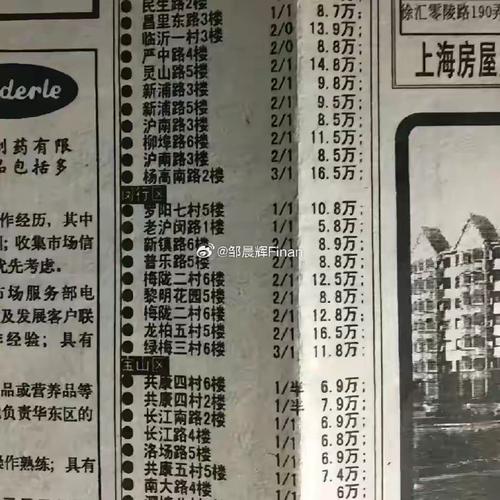 derle
制药有限
品包括多
作经历，其中
；收集市场信
优先考虑。
市场服务部电
及发展客户联
作经验；具有
品或营养品等
负责华东区的
操作熟练；具有
民生路2楼 8.7万；
昌里东路3楼 2/0 13.9万；
临沂一村3楼 2/0 8.8万；
严中路4楼 2/1 14.8万；
灵山路5楼 2/1 9.8万；
新浦路3楼 2/1 9.5万；
新浦路5楼 2/1 8.5万；
沪南路3楼 2/1 11.5万；
柳埠路6楼 2/1 8.5万；
沪南路3楼 3/1 16.5万；
杨高南路2楼
闵行区
罗阳七村5楼 1/1 10.8万；
老沪闵路1楼 1/1 5.8万；
新镇路6楼 2/1 8.9万；
普乐路5楼 8.8万；
梅陇二村6楼 2/1 12.5万；
黎明花园5楼 2/1 8.8万；
梅陇二村 2/1 12.8万；
龙柏五村5楼 2/1 16.5万；
绿梅三村6楼 3/1 11.8万；
宝山区
共康四村6楼 1/半 6.9万；
共康四村2楼 1/半 7.9万；
长江南路2楼 1/1 6.9万；
长江路4楼 1/1 6.8万；
洛场路5楼 1/1 6.9万；
共康五村5楼 1/1 7.4万；
南大路4楼 1/1 6万；
徐汇零陵路190弄
上海房屋
@邹晨辉Finan